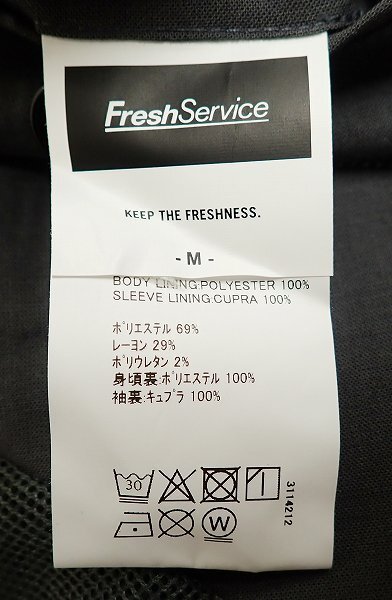 FreshService
KEEP THE FRESHNESS.
- M -
BODY LINING:POLYESTER 100%
SLEEVE LINING:CUPRA 100%
ポリエステル 69%
レーヨン 29%
ポリウレタン 2%
身頃裏:ポリエステル 100%
袖裏:キュプラ 100%
30
W
3114212